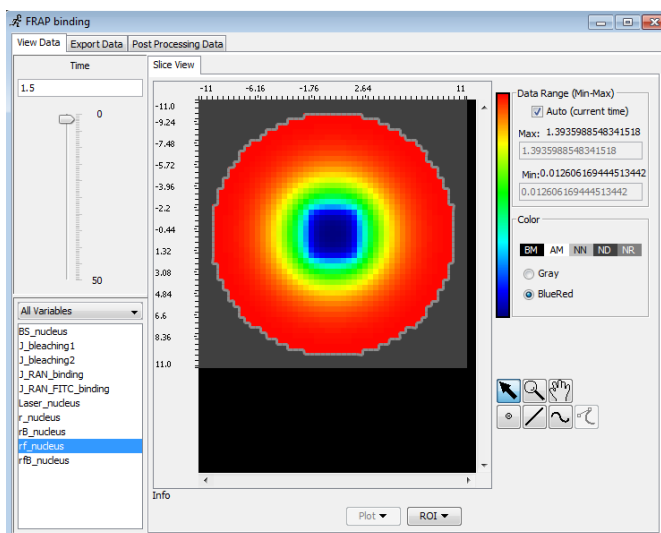 FRAP binding
View Data Export Data Post Processing Data
Time
1.5
0
50
All Variables
BS_nucleus
J_bleaching1
J_bleaching2
J_RAN_binding
J_RAN_FITC_binding
Laser_nucleus
r_nucleus
rB_nucleus
rf_nucleus
rfB_nucleus
Slice View
-11 -6.16 -1.76 2.64 11
-11.0
-9.24
-7.48
-5.72
-3.96
-2.2
-0.44
1.32
3.08
4.84
6.6
8.36
11.0
Info
Plot ROI
Data Range (Min-Max)
Auto (current time)
Max: 1.3935988548341518
1.3935988548341518
Min:0.012606169444513442
0.012606169444513442
Color
BM AM NN ND NR
Gray
BlueRed